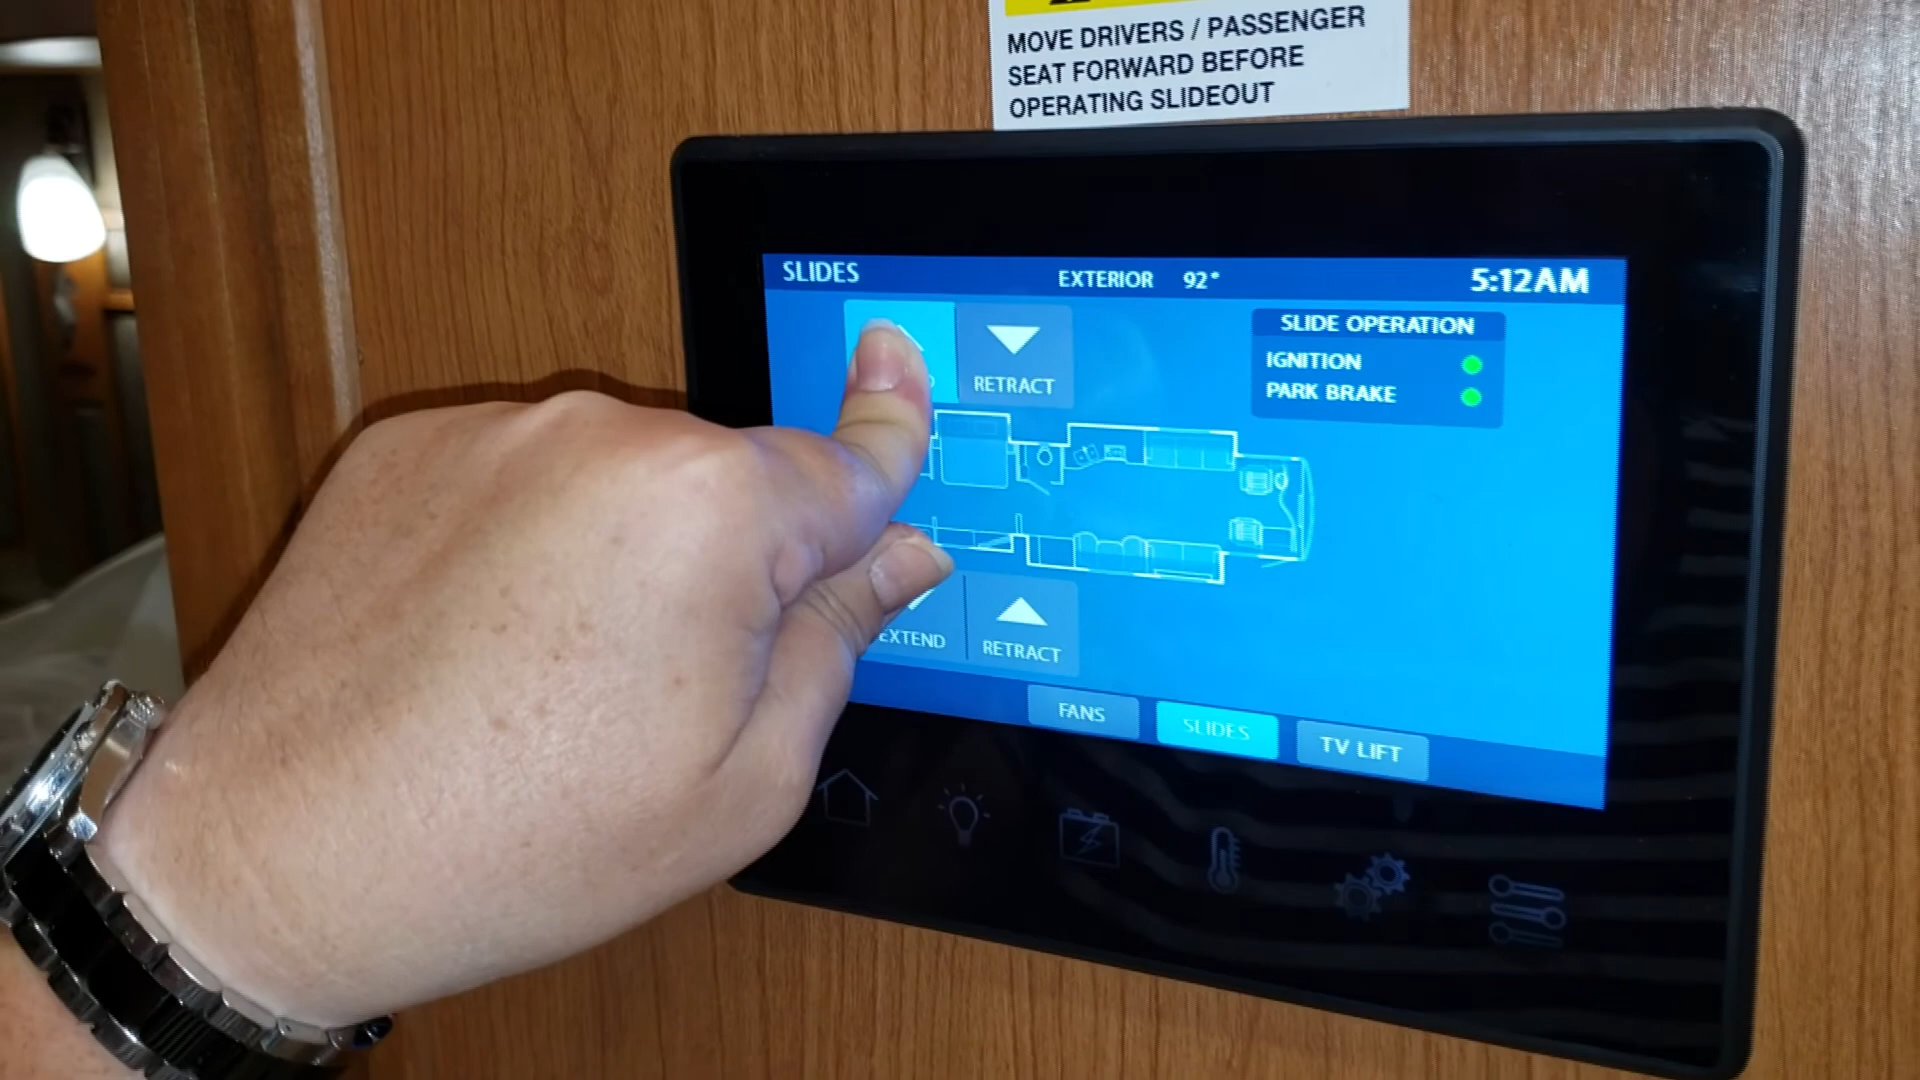 MOVE DRIVERS / PASSENGER
SEAT FORWARD BEFORE
OPERATING SLIDEOUT
SLIDES EXTERIOR 92° 5:12AM
RETRACT
SLIDE OPERATION
IGNITION
PARK BRAKE
EXTEND RETRACT
FANS SLIDES TV LIFT